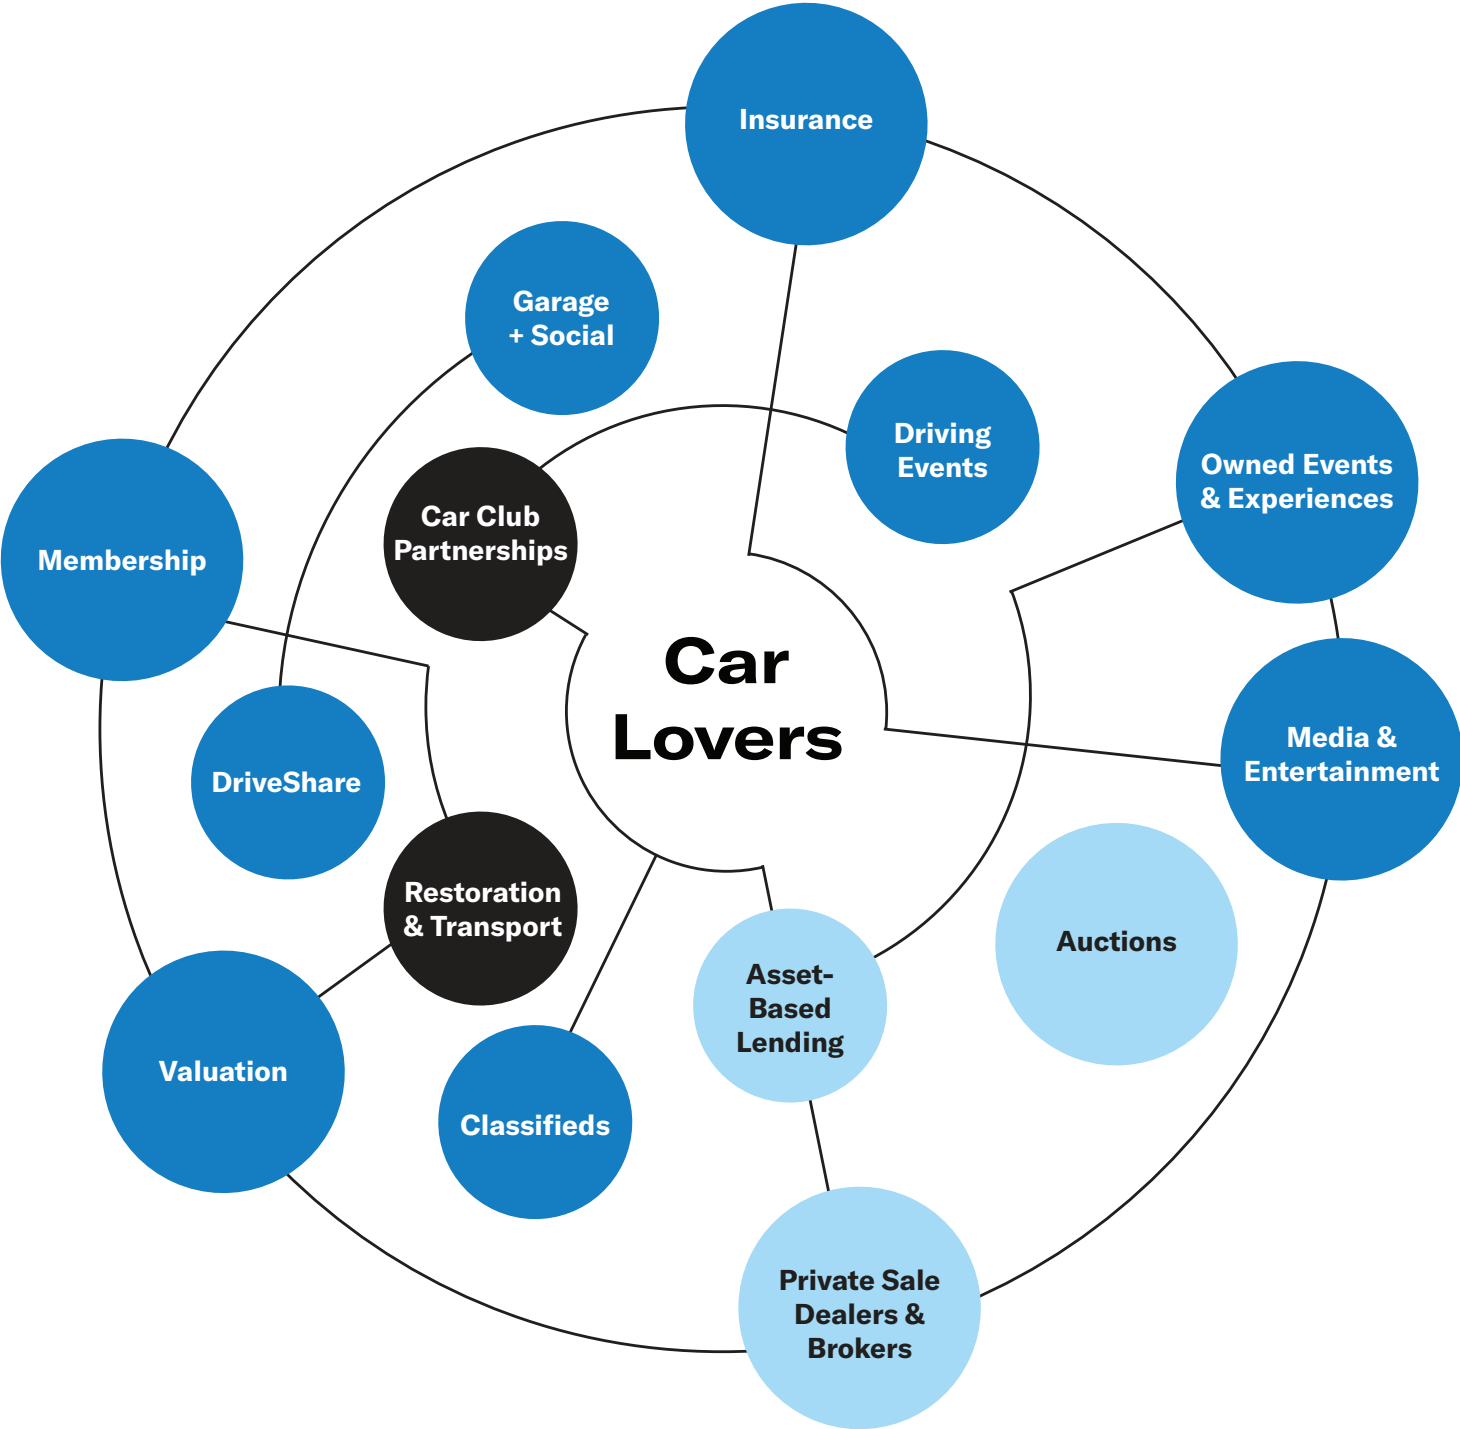 Insurance
Garage
+ Social
Driving
Events
Owned Events
& Experiences
Car Club
Partnerships
Membership
Car
Lovers
Media &
Entertainment
DriveShare
Restoration
& Transport
Auctions
Asset-
Based
Lending
Valuation
Classifieds
Private Sale
Dealers &
Brokers